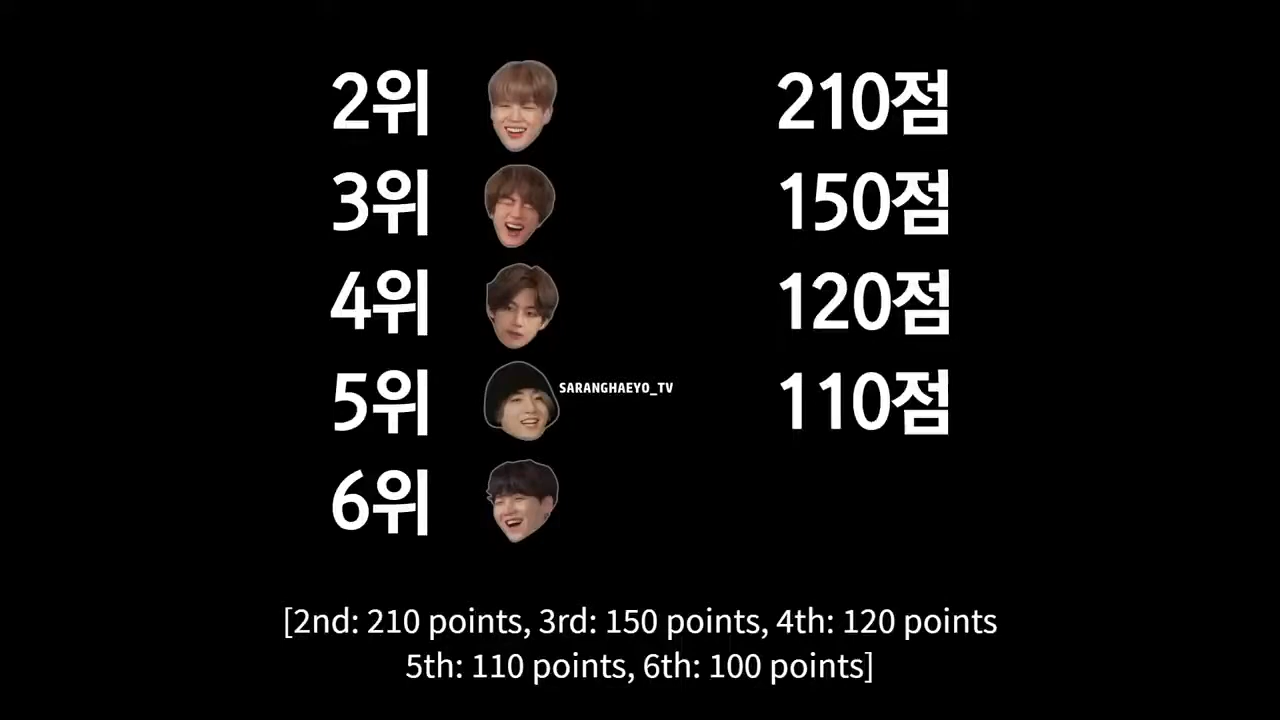 2위 210점
3위 150점
4위 120점
5위 SARANGHAEYO_TV 110점
6위
[2nd: 210 points, 3rd: 150 points, 4th: 120 points
5th: 110 points, 6th: 100 points]